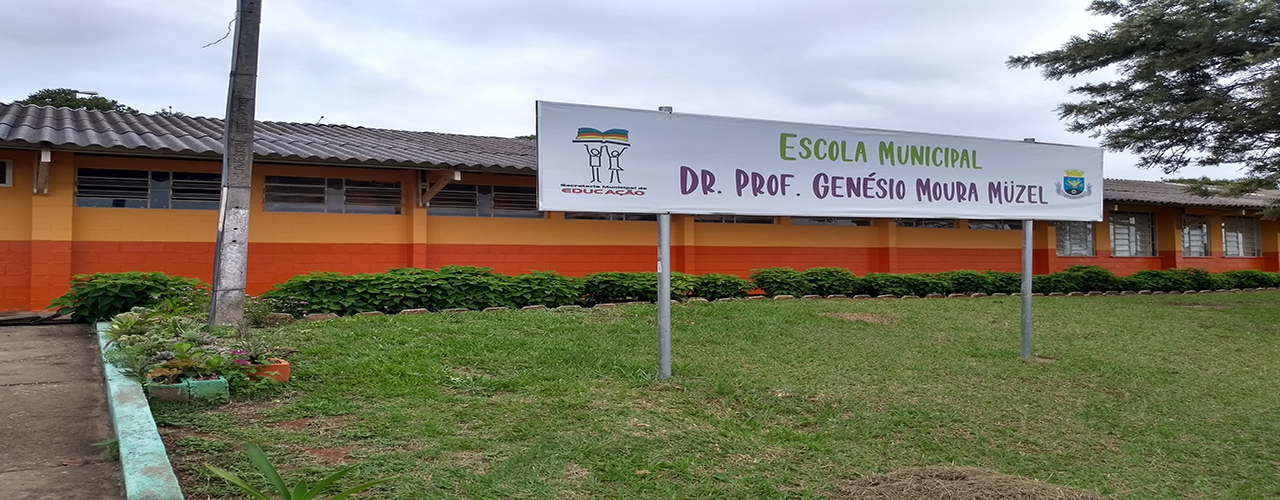 Secretaria Municipal de
EDUCAÇÃO
ESCOLA MUNICIPAL
DR. PROF. GENÉSIO MOURA MÜZEL